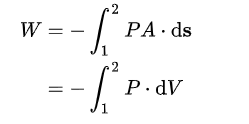 W = −∫₁² PA · ds
= −∫₁² P · dV